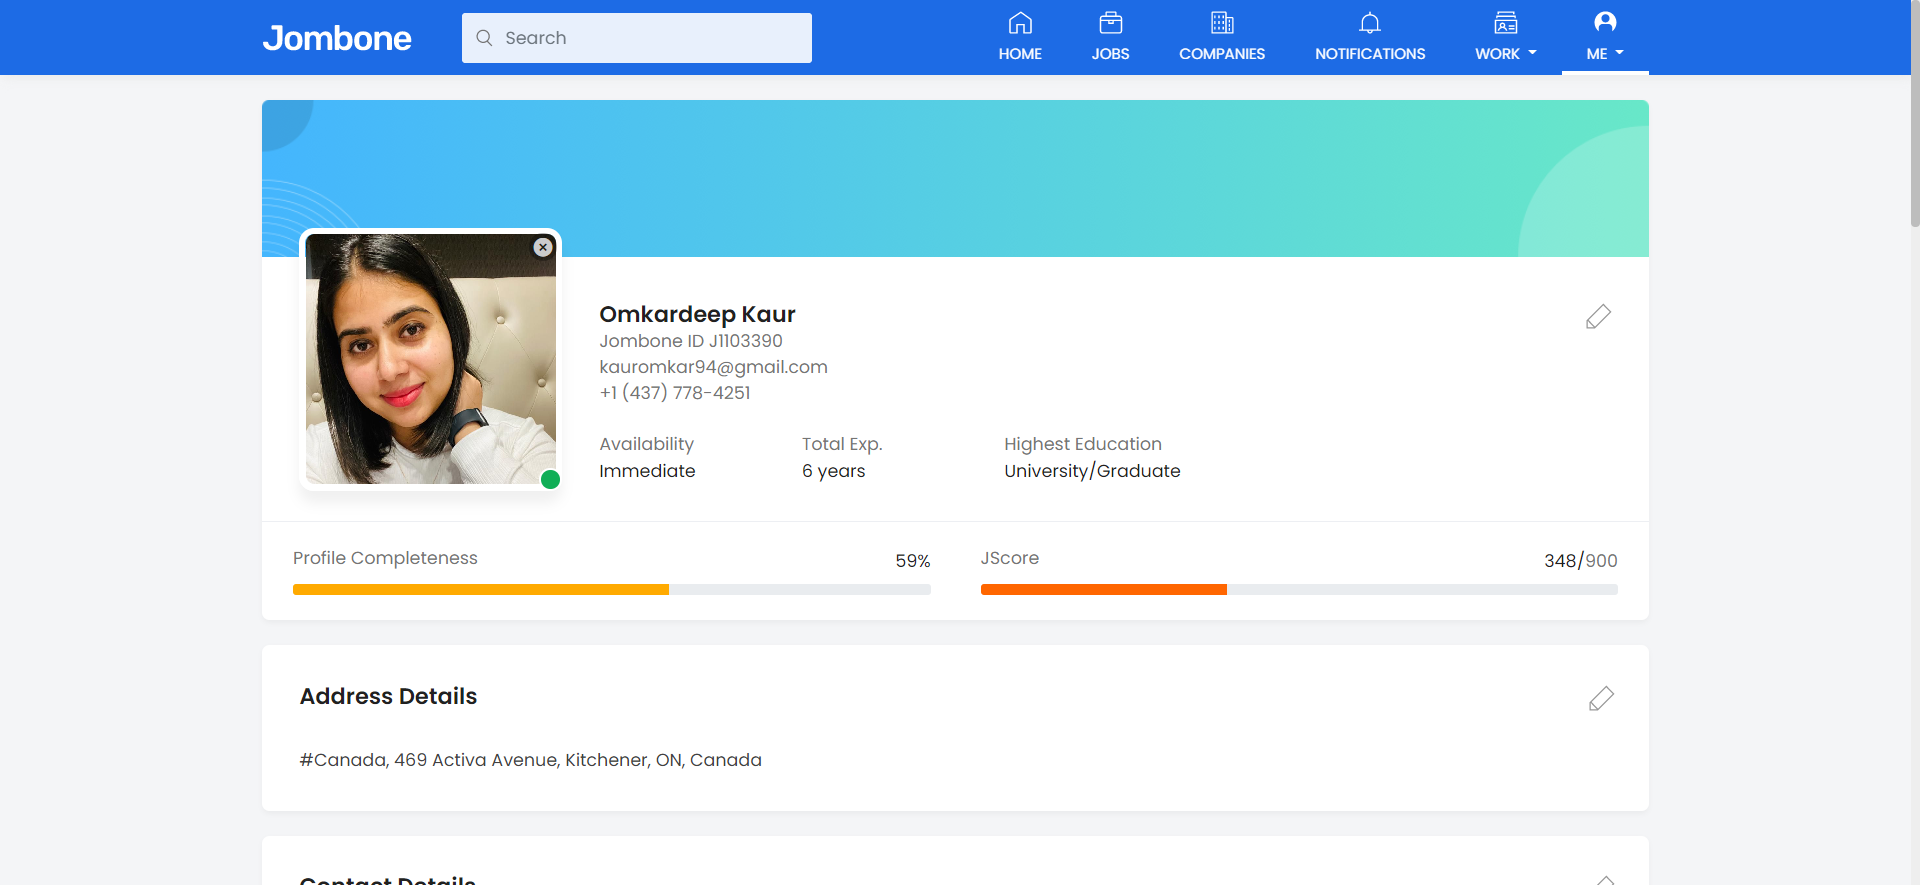 Jombone
Search
HOME
JOBS
COMPANIES
NOTIFICATIONS
WORK
ME
Omkardeep Kaur
Jombone ID J1103390
kauromkar94@gmail.com
+1 (437) 778-4251
Availability
Total Exp.
Highest Education
Immediate
6 years
University/Graduate
Profile Completeness
59%
JScore
348/900
Address Details
#Canada, 469 Activa Avenue, Kitchener, ON, Canada
Contact Details